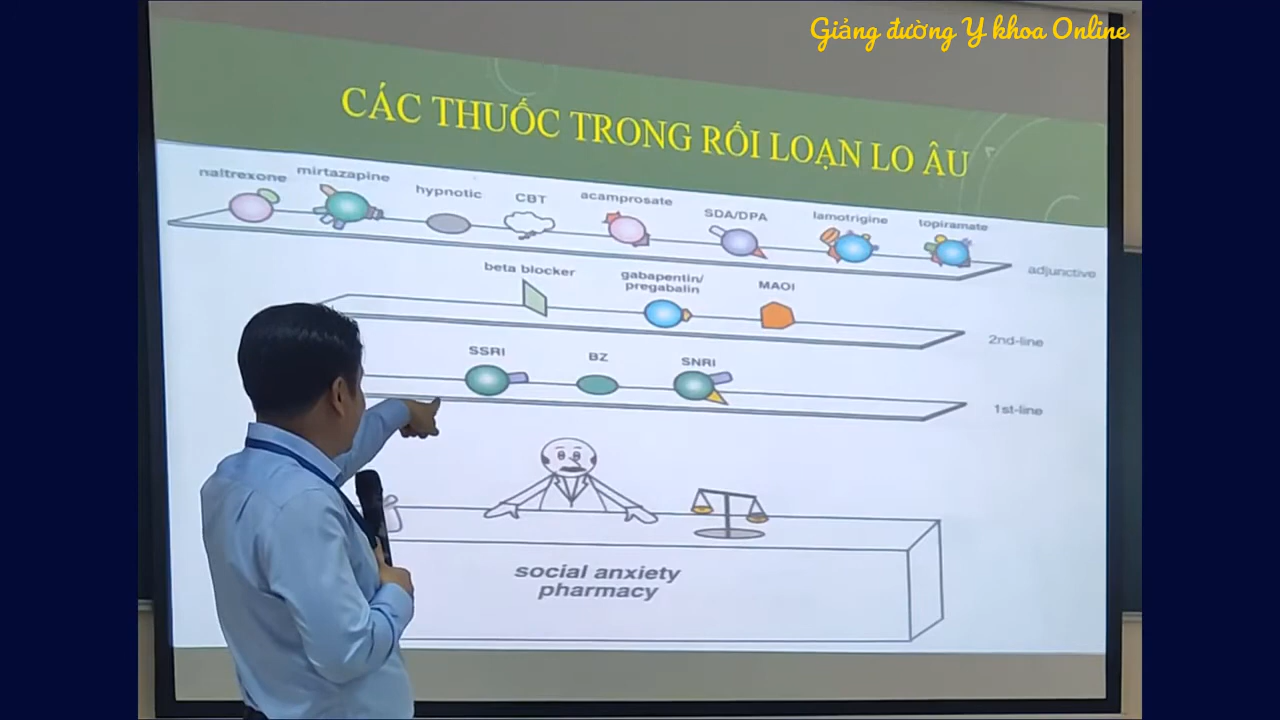 Giảng đường Y khoa Online
CÁC THUỐC TRONG RỐI LOẠN LO ÂU
naltrexone mirtazapine hypnotic CBT acamprosate SDA/DPA lamotrigine topiramate
adjunctive
beta blocker gabapentin/ pregabalin MAOI
2nd-line
SSRI BZ SNRI
1st-line
social anxiety
pharmacy